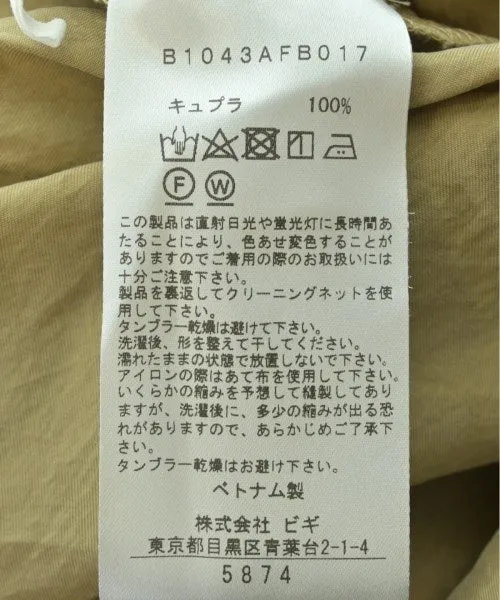 B1043AFB017
キュプラ 100%
F W
この製品は直射日光や蛍光灯に長時間あ
たることにより、色あせ変色することが
ありますのでご着用の際のお取扱いには
十分ご注意下さい。
製品を裏返してクリーニングネットを使
用して下さい。
タンブラー乾燥は避けて下さい。
洗濯後、形を整えて干してください。
濡れたままの状態で放置しないで下さい。
アイロンの際はあて布を使用して下さい。
いくらかの縮みを予想して縫製してあり
ますが、洗濯後に、多少の縮みが出る恐
れがありますので、あらかじめご了承下
さい。
タンブラー乾燥はお避け下さい。
ベトナム製
株式会社 ビギ
東京都目黒区青葉台2-1-4
5874